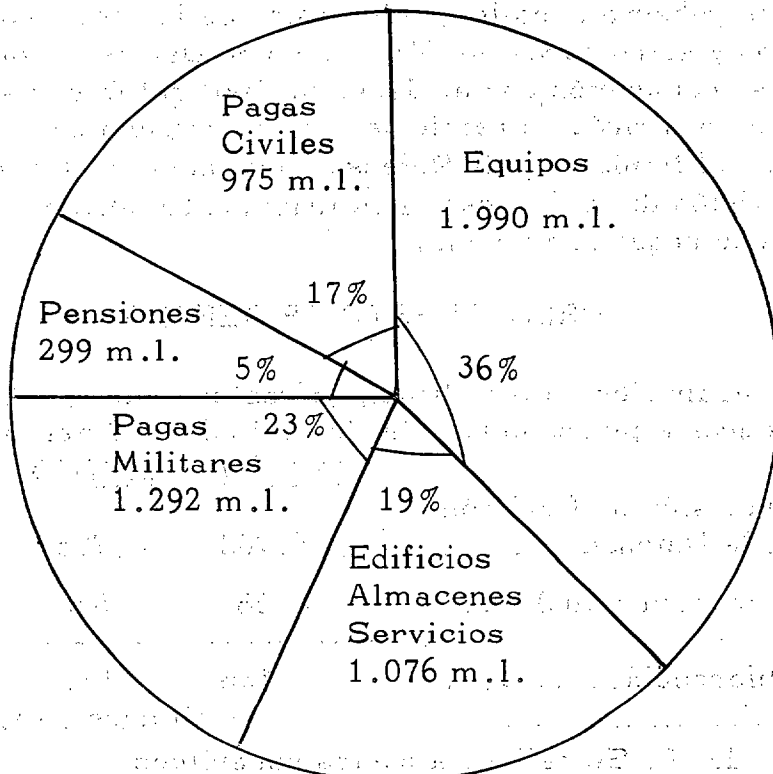 Pagas
Civiles
975 m.l.
Equipos
1.990 m.l.
17%
Pensiones
299 m.l.
5%
36%
Pagas
Militares
1.292 m.l.
23%
19%
Edificios
Almacenes
Servicios
1.076 m.l.